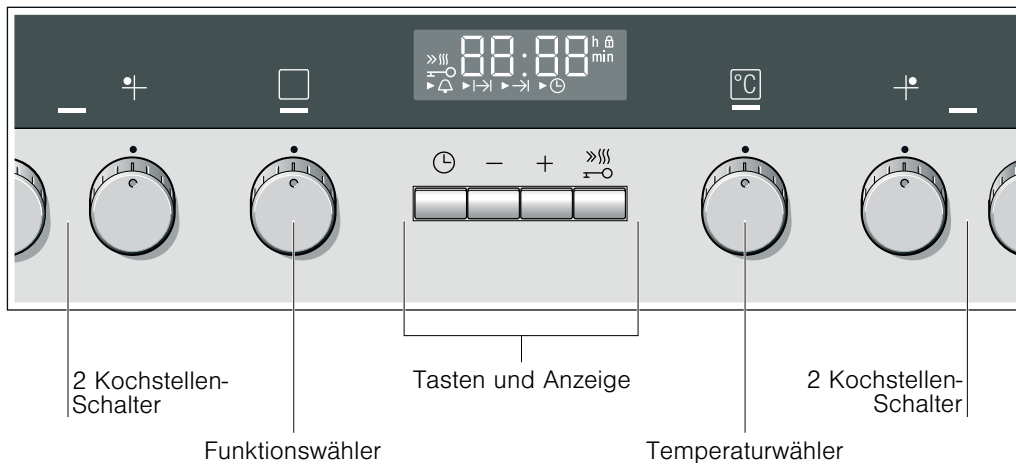 88:88 h
min
°C
− +
2 Kochstellen-
Schalter
Tasten und Anzeige
2 Kochstellen-
Schalter
Funktionswähler
Temperaturwähler